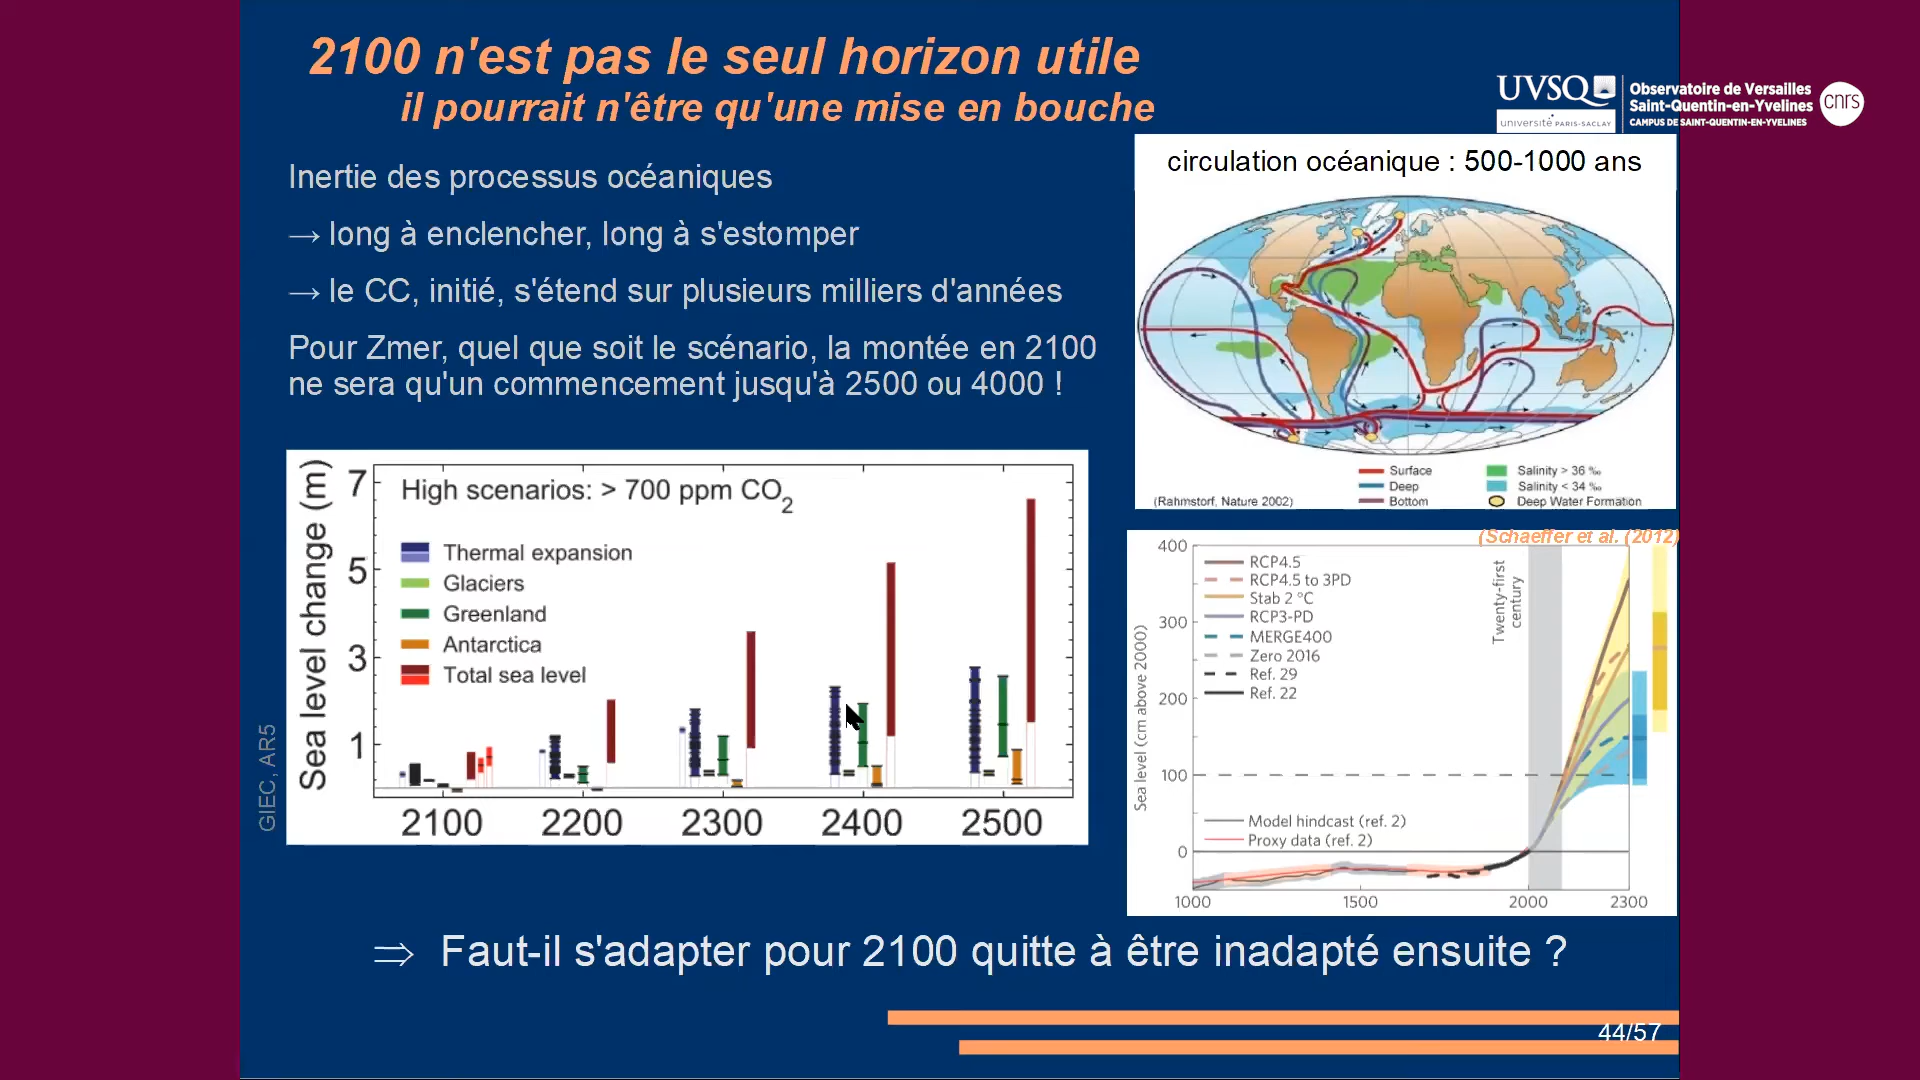 2100 n'est pas le seul horizon utile
il pourrait n'être qu'une mise en bouche
UVSQ
université PARIS-SACLAY
Observatoire de Versailles
Saint-Quentin-en-Yvelines
CAMPUS DE SAINT-QUENTIN-EN-YVELINES
cnrs
Inertie des processus océaniques
→ long à enclencher, long à s'estomper
→ le CC, initié, s'étend sur plusieurs milliers d'années
Pour Zmer, quel que soit le scénario, la montée en 2100
ne sera qu'un commencement jusqu'à 2500 ou 4000 !
circulation océanique : 500-1000 ans
Surface
Deep
Bottom
Salinity > 36 ‰
Salinity < 34 ‰
Deep Water Formation
(Rahmstorf, Nature 2002)
GIEC, AR5
Sea level change (m)
7
5
3
1
High scenarios: > 700 ppm CO2
Thermal expansion
Glaciers
Greenland
Antarctica
Total sea level
2100 2200 2300 2400 2500
(Schaeffer et al. (2012)
Sea level (cm above 2000)
400
300
200
100
0
RCP4.5
RCP4.5 to 3PD
Stab 2 °C
RCP3-PD
MERGE400
Zero 2016
Ref. 29
Ref. 22
Twenty-first
century
Model hindcast (ref. 2)
Proxy data (ref. 2)
1000 1500 2000 2300
⇒ Faut-il s'adapter pour 2100 quitte à être inadapté ensuite ?
44/57